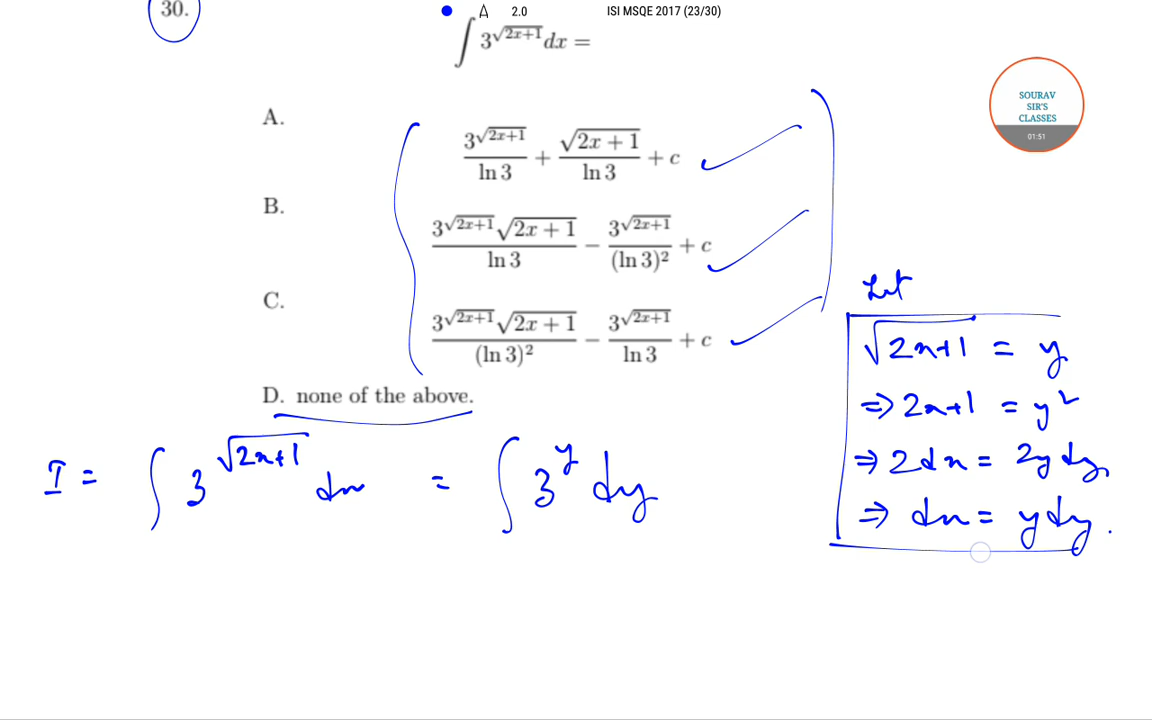 30.
A 2.0 ISI MSQE 2017 (23/30)
∫ 3^{√(2x+1)} dx =
SOURAV
SIR'S
CLASSES
01:51
A.
3^{√(2x+1)}/ln 3 + √(2x+1)/ln 3 + c
B.
3^{√(2x+1)}√(2x+1)/ln 3 − 3^{√(2x+1)}/(ln 3)² + c
C.
3^{√(2x+1)}√(2x+1)/(ln 3)² − 3^{√(2x+1)}/ln 3 + c
D. none of the above.
Let
√(2x+1) = y
⇒ 2x+1 = y²
⇒ 2dx = 2y dy,
⇒ dx = y dy.
I = ∫ 3^{√(2x+1)} dx = ∫ 3^y dy